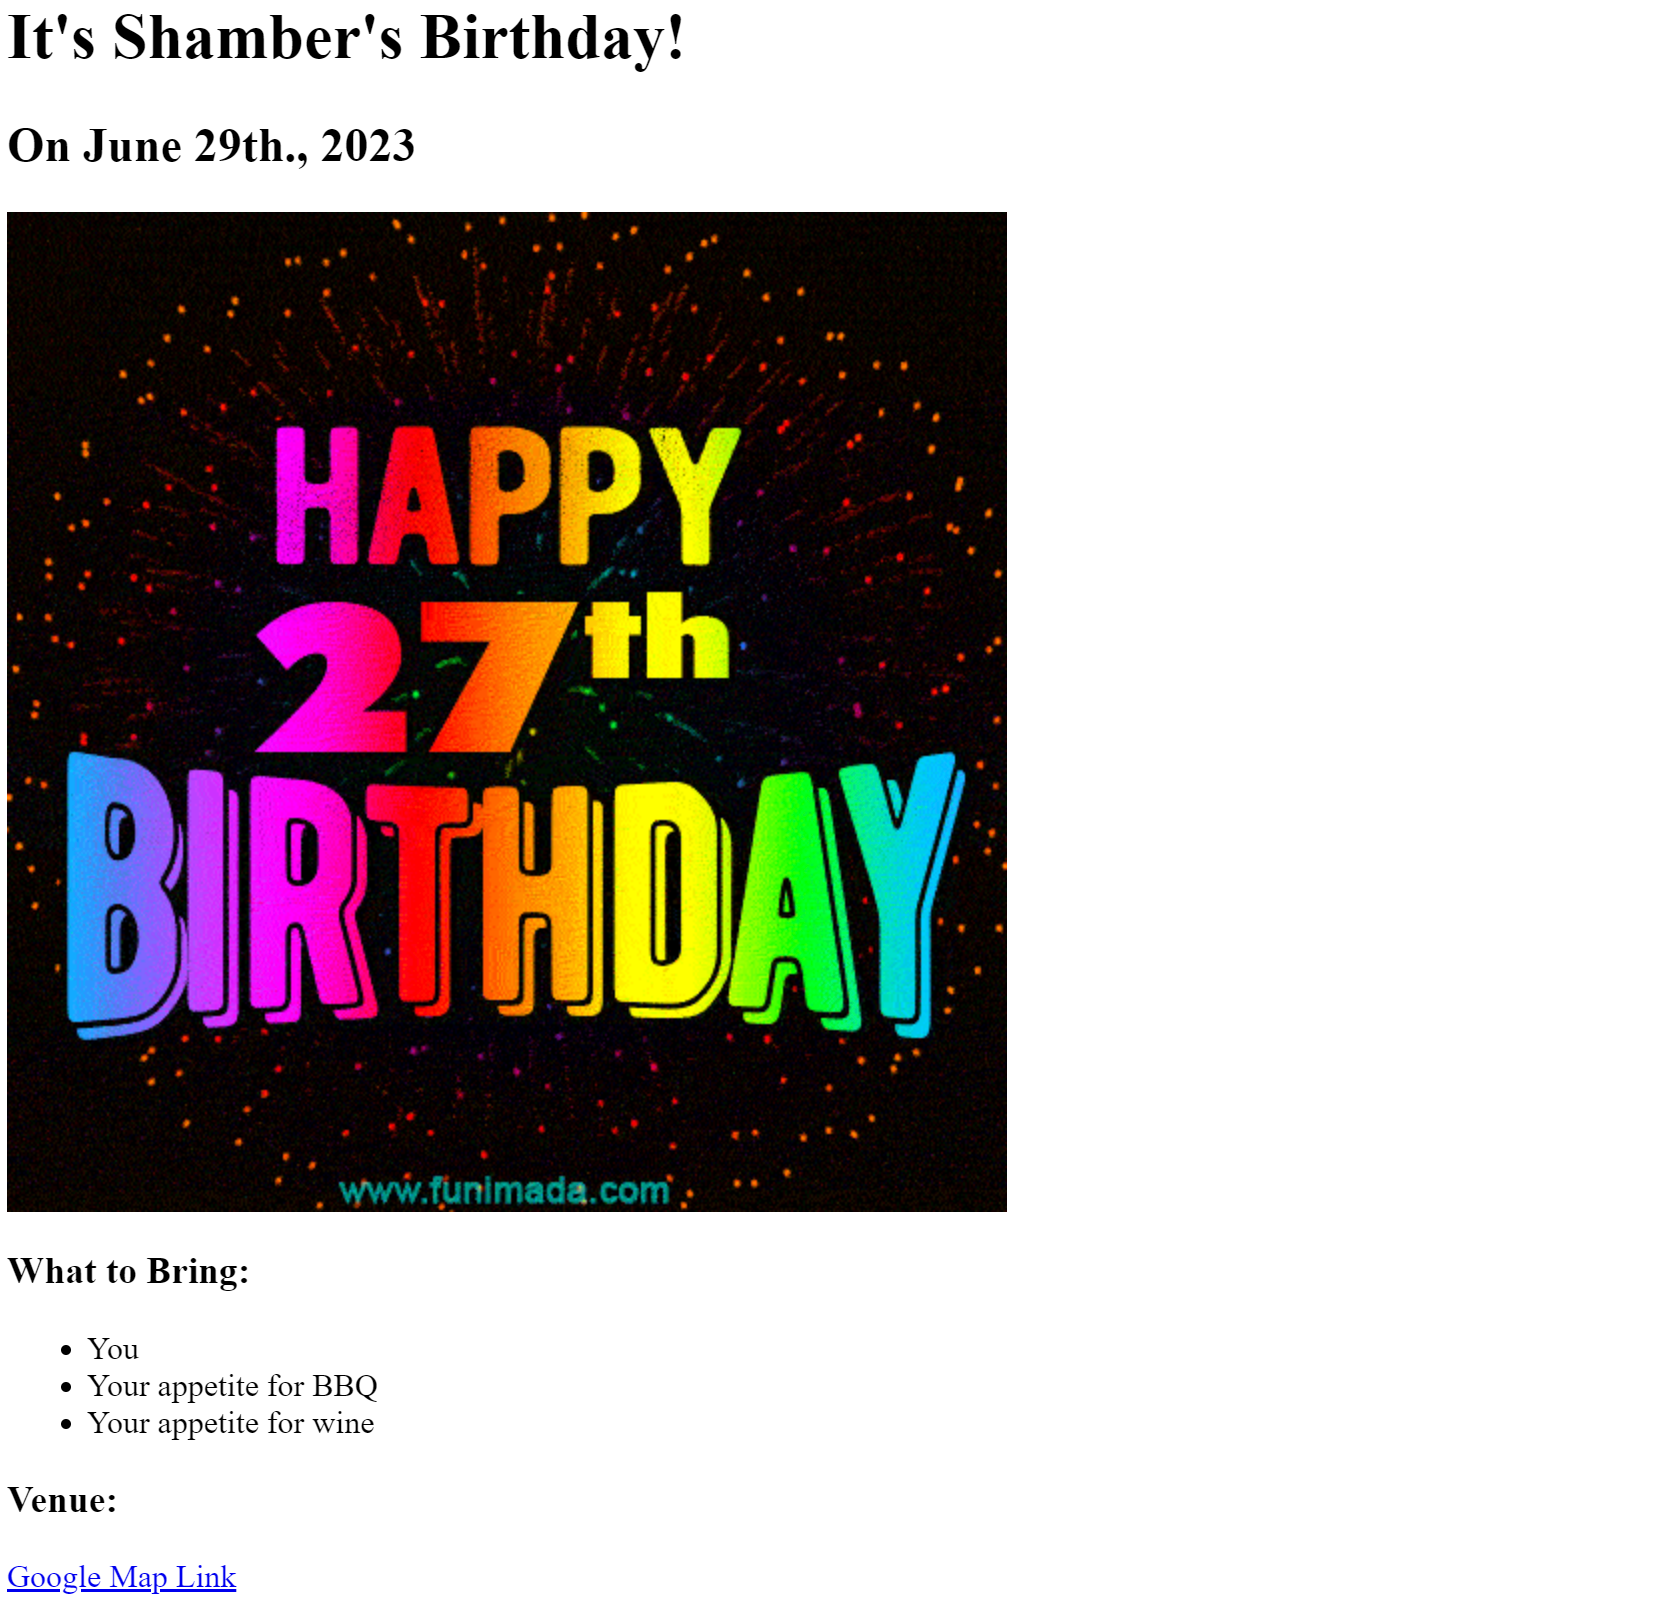 It's Shamber's Birthday!
On June 29th., 2023
HAPPY
27th
BIRTHDAY
www.funimada.com
What to Bring:
You
Your appetite for BBQ
Your appetite for wine
Venue:
Google Map Link